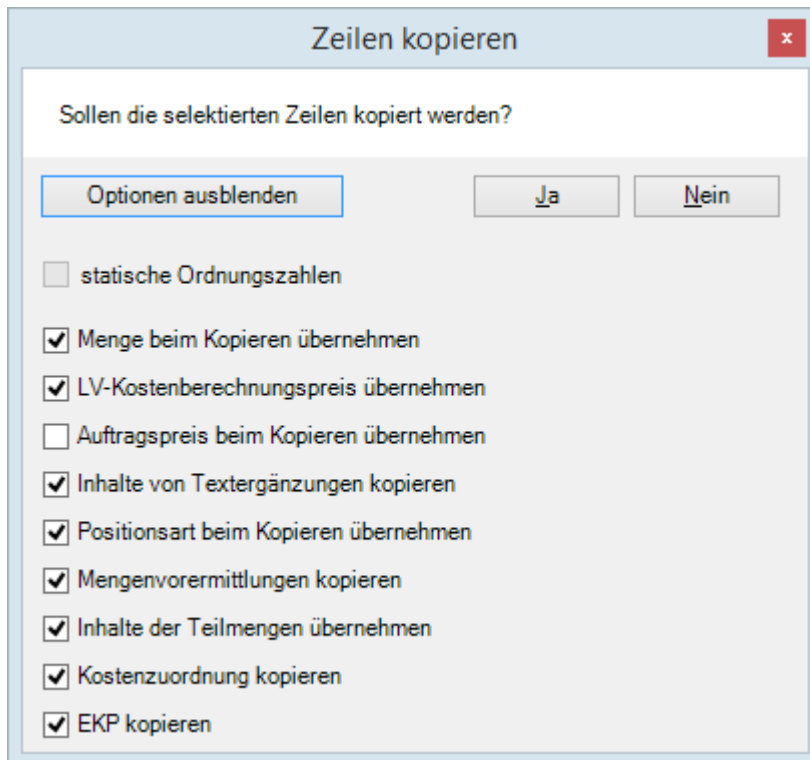 Zeilen kopieren
x
Sollen die selektierten Zeilen kopiert werden?
Optionen ausblenden Ja Nein
statische Ordnungszahlen
Menge beim Kopieren übernehmen
LV-Kostenberechnungspreis übernehmen
Auftragspreis beim Kopieren übernehmen
Inhalte von Textergänzungen kopieren
Positionsart beim Kopieren übernehmen
Mengenvorermittlungen kopieren
Inhalte der Teilmengen übernehmen
Kostenzuordnung kopieren
EKP kopieren